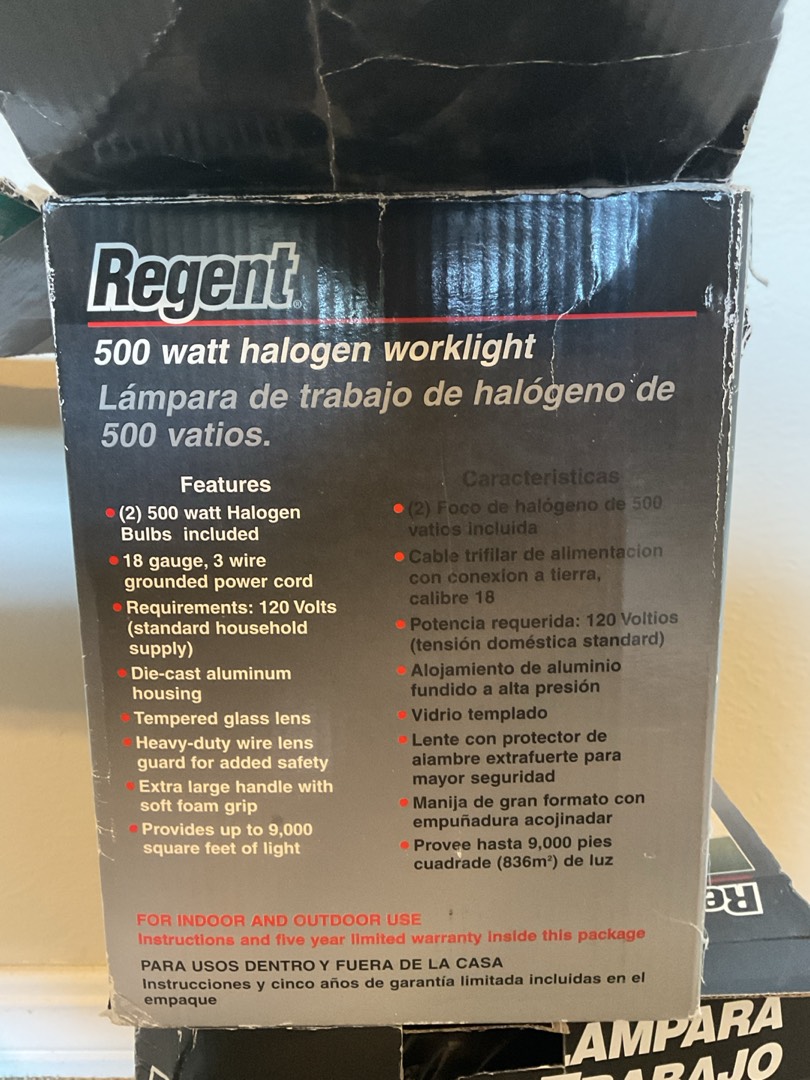 Regent
500 watt halogen worklight
Lámpara de trabajo de halógeno de
500 vatios.
Features
(2) 500 watt Halogen
Bulbs included
18 gauge, 3 wire
grounded power cord
Requirements: 120 Volts
(standard household
supply)
Die-cast aluminum
housing
Tempered glass lens
Heavy-duty wire lens
guard for added safety
Extra large handle with
soft foam grip
Provides up to 9,000
square feet of light
Caracteristicas
(2) Foco de halógeno de 500
vatios incluida
Cable trifilar de alimentacion
con conexion a tierra,
calibre 18
Potencia requerida: 120 Voltios
(tensión doméstica standard)
Alojamiento de aluminio
fundido a alta presión
Vidrio templado
Lente con protector de
alambre extrafuerte para
mayor seguridad
Manija de gran formato con
empuñadura acojinadar
Provee hasta 9,000 pies
cuadrade (836m²) de luz
FOR INDOOR AND OUTDOOR USE
Instructions and five year limited warranty inside this package
PARA USOS DENTRO Y FUERA DE LA CASA
Instrucciones y cinco años de garantía limitada incluidas en el
empaque
Re
LÁMPARA
TRABAJO